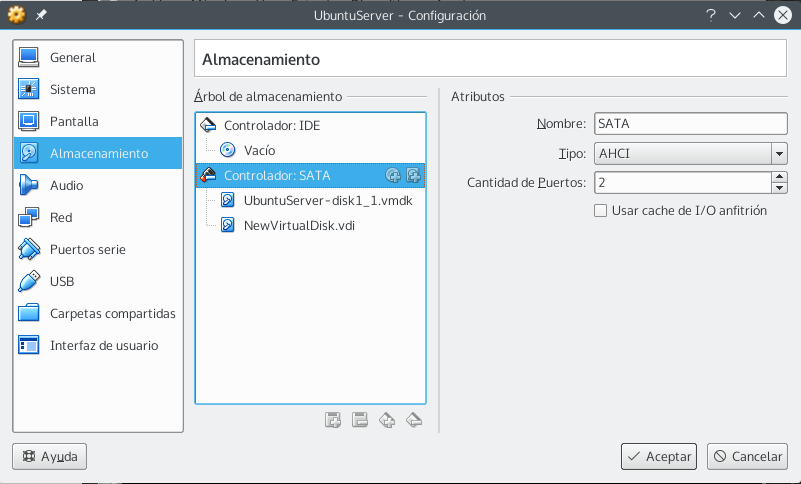 UbuntuServer - Configuración
General
Sistema
Pantalla
Almacenamiento
Audio
Red
Puertos serie
USB
Carpetas compartidas
Interfaz de usuario
Almacenamiento
Árbol de almacenamiento
Controlador: IDE
Vacío
Controlador: SATA
UbuntuServer-disk1_1.vmdk
NewVirtualDisk.vdi
Atributos
Nombre: SATA
Tipo: AHCI
Cantidad de Puertos: 2
Usar cache de I/O anfitrión
Ayuda
Aceptar
Cancelar